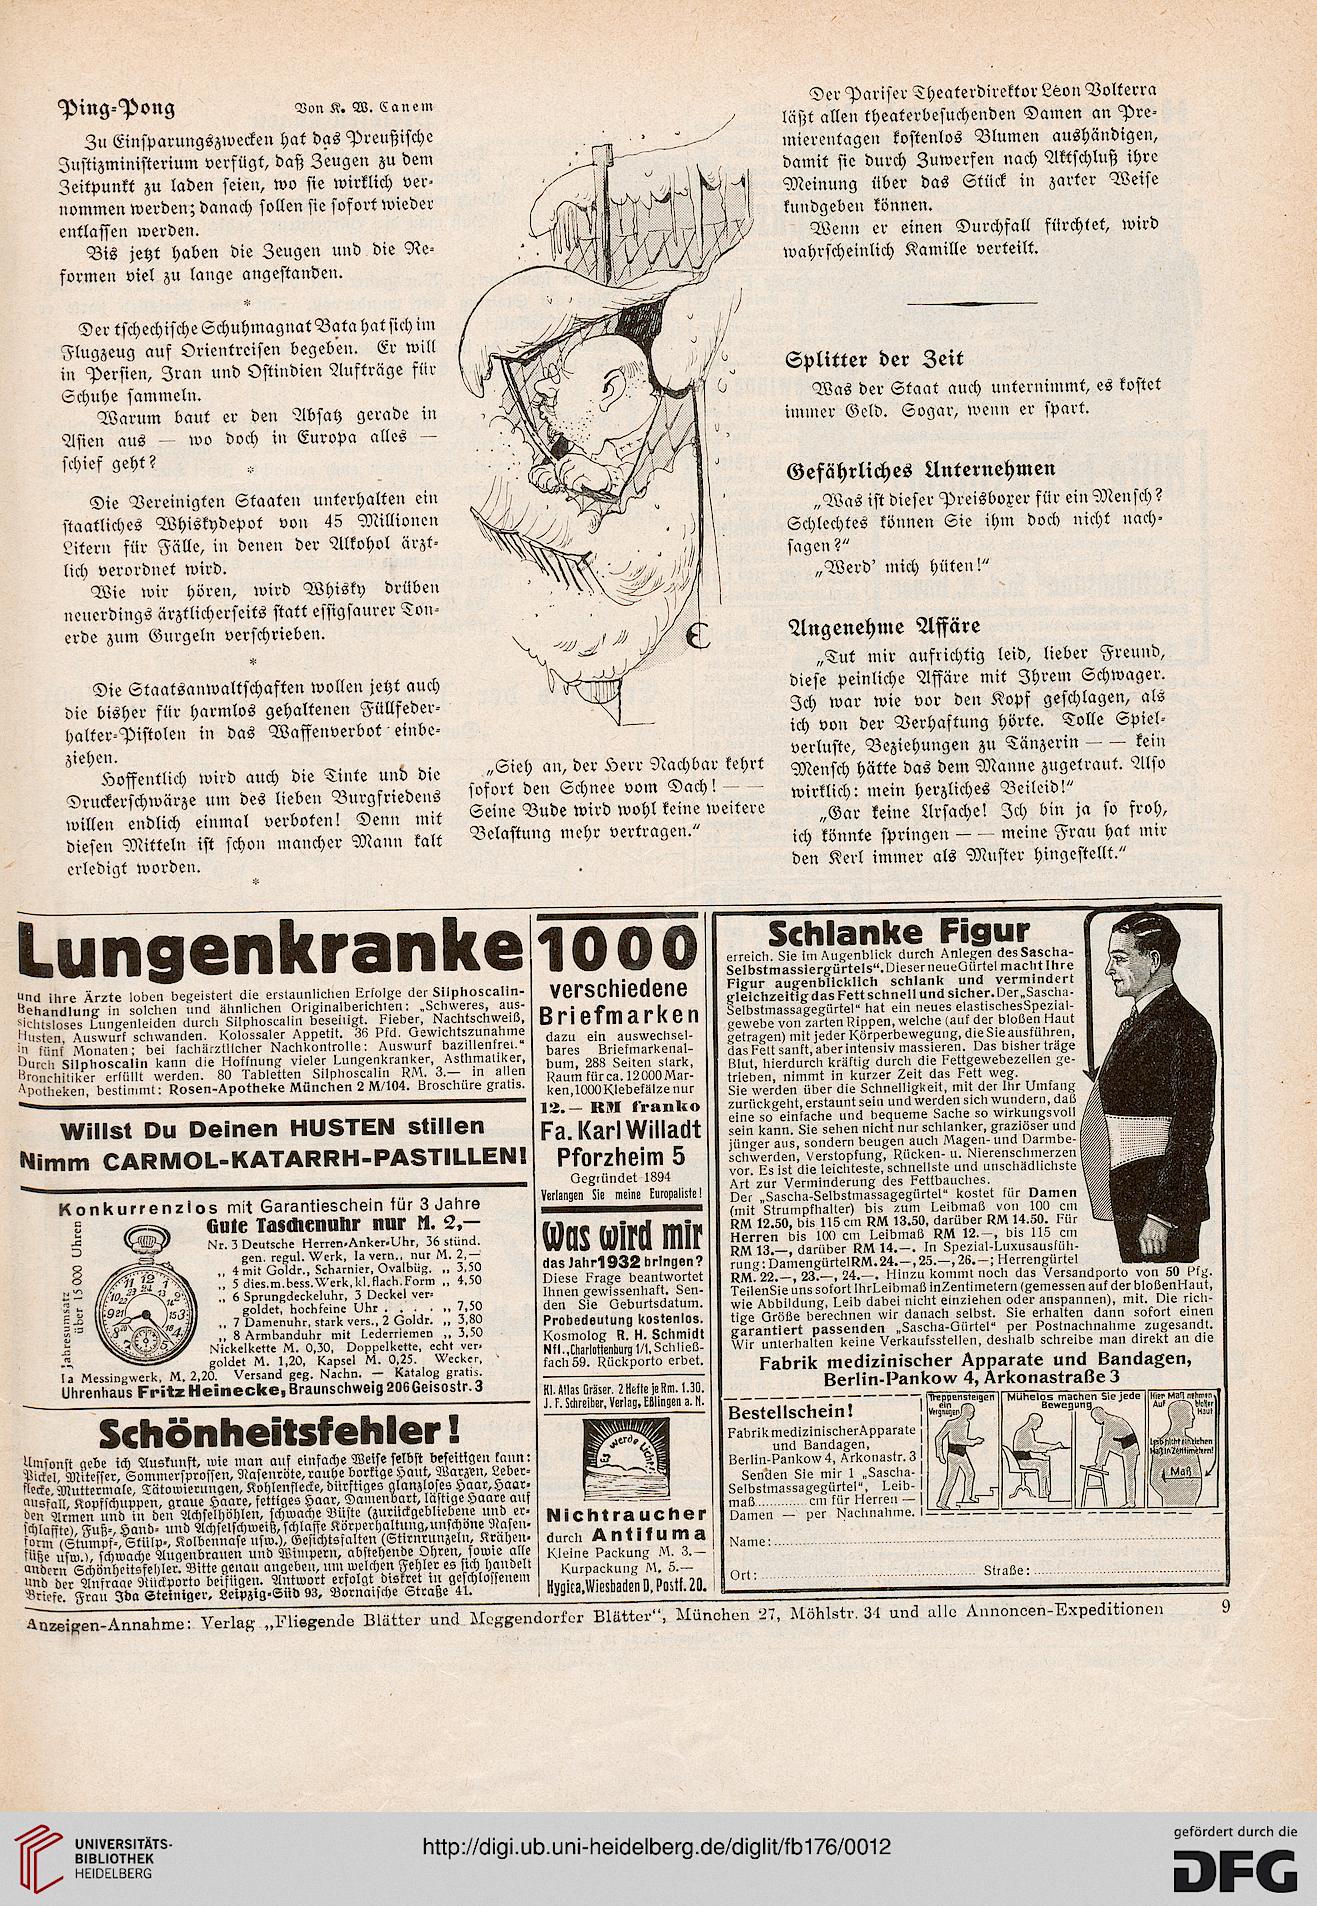 Ping-Pong Von K. W. Canem
Zu Einsparungszwecken hat das Preußische
Justizministerium verfügt, daß Zeugen zu dem
Zeitpunkt zu laden seien, wo sie wirklich ver-
nommen werden; danach sollen sie sofort wieder
entlassen werden.
Bis jetzt haben die Zeugen und die Re-
formen viel zu lange angestanden.
*
Der tschechische Schuhmagnat Bata hat sich im
Flugzeug auf Orientreisen begeben. Er will
in Persien, Iran und Ostindien Aufträge für
Schuhe sammeln.
Warum baut er den Absatz gerade in
Asien aus — wo doch in Europa alles —
schief geht?
*
Die Vereinigten Staaten unterhalten ein
staatliches Whiskydepot von 45 Millionen
Litern für Fälle, in denen der Alkohol ärzt-
lich verordnet wird.
Wie wir hören, wird Whisky drüben
neuerdings ärztlicherseits statt essigsaurer Ton-
erde zum Gurgeln verschrieben.
*
Die Staatsanwaltschaften wollen jetzt auch
die bisher für harmlos gehaltenen Füllfeder-
halter-Pistolen in das Waffenverbot einbe-
ziehen.
Hoffentlich wird auch die Tinte und die
Druckerschwärze um des lieben Burgfriedens
willen endlich einmal verboten! Denn mit
diesen Mitteln ist schon mancher Mann kalt
erledigt worden.
*
„Sieh an, der Herr Nachbar kehrt
sofort den Schnee vom Dach! — —
Seine Bude wird wohl keine weitere
Belastung mehr vertragen.“
Der Pariser Theaterdirektor Léon Volterra
läßt allen theaterbesuchenden Damen an Pre-
mierentagen kostenlos Blumen aushändigen,
damit sie durch Zuwerfen nach Aktschluß ihre
Meinung über das Stück in zarter Weise
kundgeben können.
Wenn er einen Durchfall fürchtet, wird
wahrscheinlich Kamille verteilt.
Splitter der Zeit
Was der Staat auch unternimmt, es kostet
immer Geld. Sogar, wenn er spart.
Gefährliches Unternehmen
„Was ist dieser Preisboxer für ein Mensch?
Schlechtes können Sie ihm doch nicht nach-
sagen?“
„Werd' mich hüten!“
Angenehme Affäre
„Tut mir aufrichtig leid, lieber Freund,
diese peinliche Affäre mit Ihrem Schwager.
Ich war wie vor den Kopf geschlagen, als
ich von der Verhaftung hörte. Tolle Spiel-
verluste, Beziehungen zu Tänzerin — — kein
Mensch hätte das dem Manne zugetraut. Also
wirklich: mein herzliches Beileid!“
„Gar keine Ursache! Ich bin ja so froh,
ich könnte springen — — meine Frau hat mir
den Kerl immer als Muster hingestellt.“
Lungenkranke
und ihre Ärzte loben begeistert die erstaunlichen Erfolge der Silphoscalin-
Behandlung in solchen und ähnlichen Originalberichten: „Schweres, aus-
sichtsloses Lungenleiden durch Silphoscalin beseitigt. Fieber, Nachtschweiß,
Husten, Auswurf schwanden. Kolossaler Appetit. 36 Pfd. Gewichtszunahme
in fünf Monaten; bei fachärztlicher Nachkontrolle: Auswurf bazillenfrei.“
Durch Silphoscalin kann die Hoffnung vieler Lungenkranker, Asthmatiker,
Bronchitiker erfüllt werden. 80 Tabletten Silphoscalin RM. 3.— in allen
Apotheken, bestimmt: Rosen-Apotheke München 2 M/104. Broschüre gratis.
Willst Du Deinen HUSTEN stillen
Nimm CARMOL-KATARRH-PASTILLEN!
Konkurrenzlos mit Garantieschein für 3 Jahre
Jahresumsatz
über 15000 Uhren
Gute Taschenuhr nur M. 2,—
Nr. 3 Deutsche Herren-Anker-Uhr, 36 stünd.
gen. regul. Werk, la vern., nur M. 2,—
„ 4 mit Goldr., Scharnier, Ovalbüg. „ 3,50
„ 5 dies. m. bess. Werk, kl. flach. Form „ 4,50
„ 6 Sprungdeckeluhr, 3 Deckel ver-
goldet, hochfeine Uhr . . . . „ 7,50
„ 7 Damenuhr, stark vers., 2 Goldr. „ 3,80
„ 8 Armbanduhr mit Lederriemen „ 3,50
Nickelkette M. 0,30, Doppelkette, echt ver-
goldet M. 1,20, Kapsel M. 0,25. Wecker,
Ia Messingwerk, M. 2,20. Versand geg. Nachn. — Katalog gratis.
Uhrenhaus Fritz Heinecke, Braunschweig 206 Geisostr. 3
Schönheitsfehler!
Umsonst gebe ich Auskunft, wie man auf einfache Weise selbst beseitigen kann:
Pickel, Mitesser, Sommersprossen, Nasenröte, rauhe borkige Haut, Warzen, Leber-
flecke, Muttermale, Tätowierungen, Kohlenflecke, dürftiges glanzloses Haar, Haar-
ausfall, Kopfschuppen, graue Haare, fettiges Haar, Damenbart, lästige Haare auf
den Armen und in den Achselhöhlen, schwache Büste (zurückgebliebene und er-
schlaffte), Fuß-, Hand- und Achselschweiß, schlaffe Körperhaltung, unschöne Nasen-
form (Stumpf-, Stülp-, Kolbennase usw.), Gesichtsfalten (Stirnrunzeln, Krähen-
füße usw.), schwache Augenbrauen und Wimpern, abstehende Ohren, sowie alle
andern Schönheitsfehler. Bitte genau angeben, um welchen Fehler es sich handelt
und der Anfrage Rückporto beifügen. Antwort erfolgt diskret in geschlossenem
Briefe. Frau Ida Steiniger, Leipzig-Süd 93, Bornaische Straße 41.
1000
verschiedene
Briefmarken
dazu ein auswechsel-
bares Briefmarkenal-
bum, 288 Seiten stark,
Raum für ca. 12000 Mar-
ken, 1000 Klebefälze nur
12.— RM franko
Fa. Karl Willadt
Pforzheim 5
Gegründet 1894
Verlangen Sie meine Europaliste!
Was wird mir
das Jahr 1932 bringen?
Diese Frage beantwortet
Ihnen gewissenhaft. Sen-
den Sie Geburtsdatum.
Probedeutung kostenlos.
Kosmolog R. H. Schmidt
Nfl., Charlottenburg 1/1, Schließ-
fach 59. Rückporto erbet.
Kl. Atlas Gräser. 2 Hefte je Rm. 1.30.
J. F. Schreiber, Verlag, Eßlingen a. N.
Es werde Licht!
Nichtraucher
durch Antifuma
Kleine Packung M. 3.—
Kurpackung M. 5.—
Hygiea, Wiesbaden D, Postf. 20.
Schlanke Figur
erreich. Sie im Augenblick durch Anlegen des Sascha-
Selbstmassiergürtels“. Dieser neue Gürtel macht Ihre
Figur augenblicklich schlank und vermindert
gleichzeitig das Fett schnell und sicher. Der „Sascha-
Selbstmassagegürtel“ hat ein neues elastisches Spezial-
gewebe von zarten Rippen, welche (auf der bloßen Haut
getragen) mit jeder Körperbewegung, die Sie ausführen,
das Fett sanft, aber intensiv massieren. Das bisher träge
Blut, hierdurch kräftig durch die Fettgewebezellen ge-
trieben, nimmt in kurzer Zeit das Fett weg.
Sie werden über die Schnelligkeit, mit der Ihr Umfang
zurückgeht, erstaunt sein und werden sich wundern, daß
eine so einfache und bequeme Sache so wirkungsvoll
sein kann. Sie sehen nicht nur schlanker, graziöser und
jünger aus, sondern beugen auch Magen- und Darmbe-
schwerden, Verstopfung, Rücken- u. Nierenschmerzen
vor. Es ist die leichteste, schnellste und unschädlichste
Art zur Verminderung des Fettbauches.
Der „Sascha-Selbstmassagegürtel“ kostet für Damen
(mit Strumpfhalter) bis zum Leibmaß von 100 cm
RM 12.50, bis 115 cm RM 13.50, darüber RM 14.50. Für
Herren bis 100 cm Leibmaß RM 12.—, bis 115 cm
RM 13.—, darüber RM 14.—. In Spezial-Luxusausfüh-
rung: Damengürtel RM. 24.—, 25.—, 26.—; Herrengürtel
RM. 22.—, 23.—, 24.—. Hinzu kommt noch das Versandporto von 50 Pfg.
Teilen Sie uns sofort Ihr Leibmaß in Zentimetern (gemessen auf der bloßen Haut,
wie Abbildung, Leib dabei nicht einziehen oder anspannen), mit. Die rich-
tige Größe berechnen wir danach selbst. Sie erhalten dann sofort einen
garantiert passenden „Sascha-Gürtel“ per Postnachnahme zugesandt.
Wir unterhalten keine Verkaufsstellen, deshalb schreibe man direkt an die
Fabrik medizinischer Apparate und Bandagen,
Berlin-Pankow 4, Arkonastraße 3
Bestellschein!
Fabrik medizinischer Apparate
und Bandagen,
Berlin-Pankow 4, Arkonastr. 3
Senden Sie mir 1 „Sascha-
Selbstmassagegürtel“, Leib-
maß............ cm für Herren —
Damen — per Nachnahme.
Treppensteigen
ein
Vergnügen
Mühelos machen Sie jede
Bewegung
Hier Maß nehmen
Auf bloßer
Haut
Leib nicht einziehen
Maß in Zentimetern!
Maß
Name:
Ort: Straße:
Anzeigen-Annahme: Verlag „Fliegende Blätter und Meggendorfer Blätter“, München 27, Möhlstr. 34 und alle Annoncen-Expeditionen
9
UNIVERSITÄTS-
BIBLIOTHEK
HEIDELBERG
http://digi.ub.uni-heidelberg.de/diglit/fb176/0012
gefördert durch die
DFG